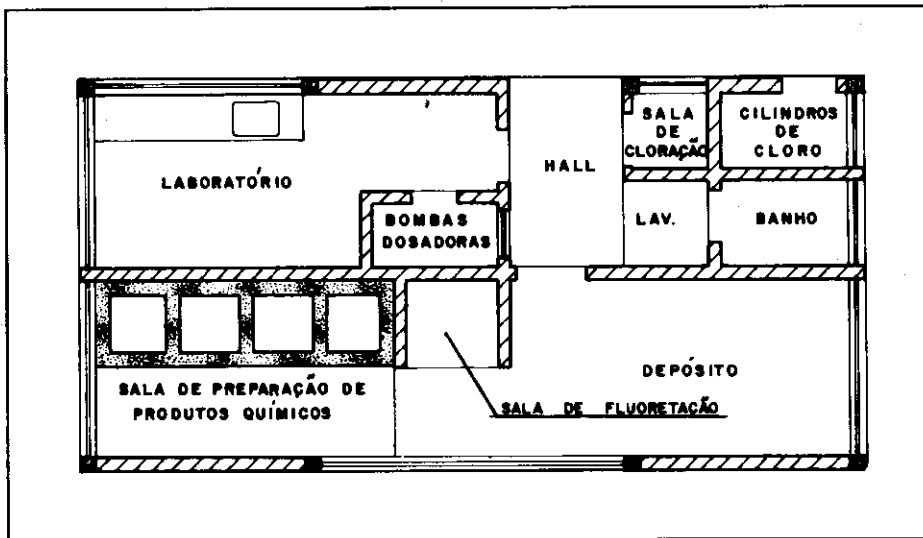 SALA
DE
CLORAÇÃO
CILINDROS
DE
CLORO
HALL
LABORATÓRIO
BOMBAS
DOSADORAS
LAV.
BANHO
DEPÓSITO
SALA DE PREPARAÇÃO DE
PRODUTOS QUÍMICOS
SALA DE FLUORETAÇÃO